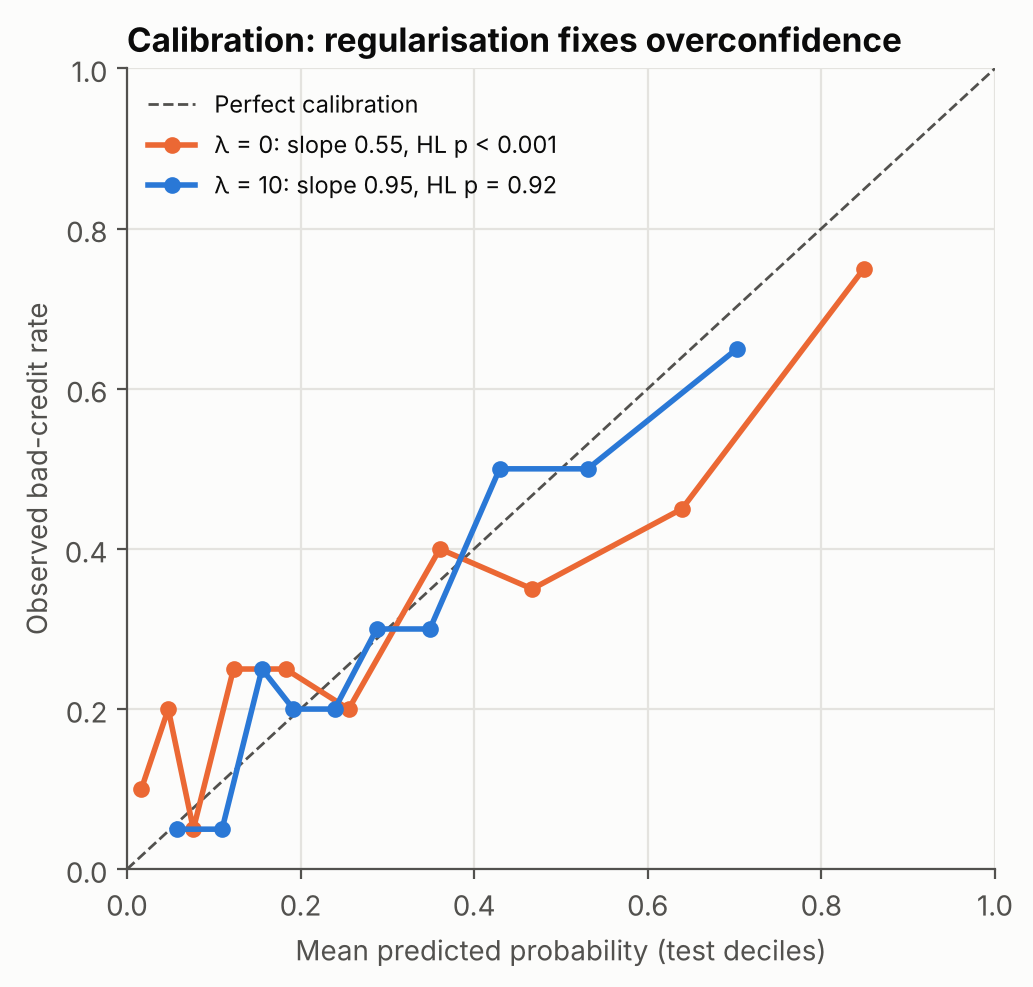 Calibration: regularisation fixes overconfidence
Perfect calibration
λ = 0: slope 0.55, HL p < 0.001
λ = 10: slope 0.95, HL p = 0.92
Observed bad-credit rate
1.0
0.8
0.6
0.4
0.2
0.0
0.0 0.2 0.4 0.6 0.8 1.0
Mean predicted probability (test deciles)